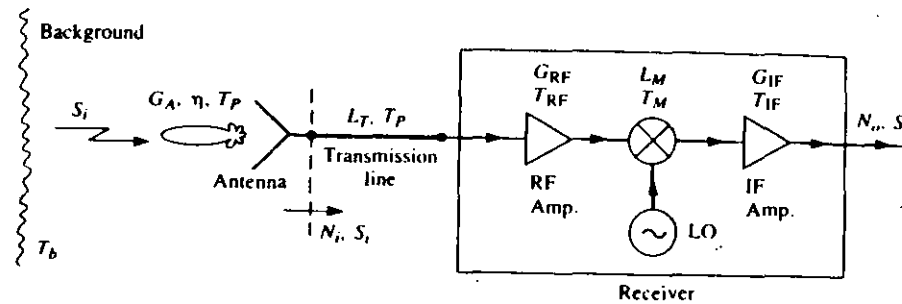 Background
S_i
G_A, η, T_P
Antenna
T_b
L_T, T_P
Transmission
line
N_i, S_i
G_RF
T_RF
RF
Amp.
L_M
T_M
LO
G_IF
T_IF
IF
Amp.
N_o, S
Receiver